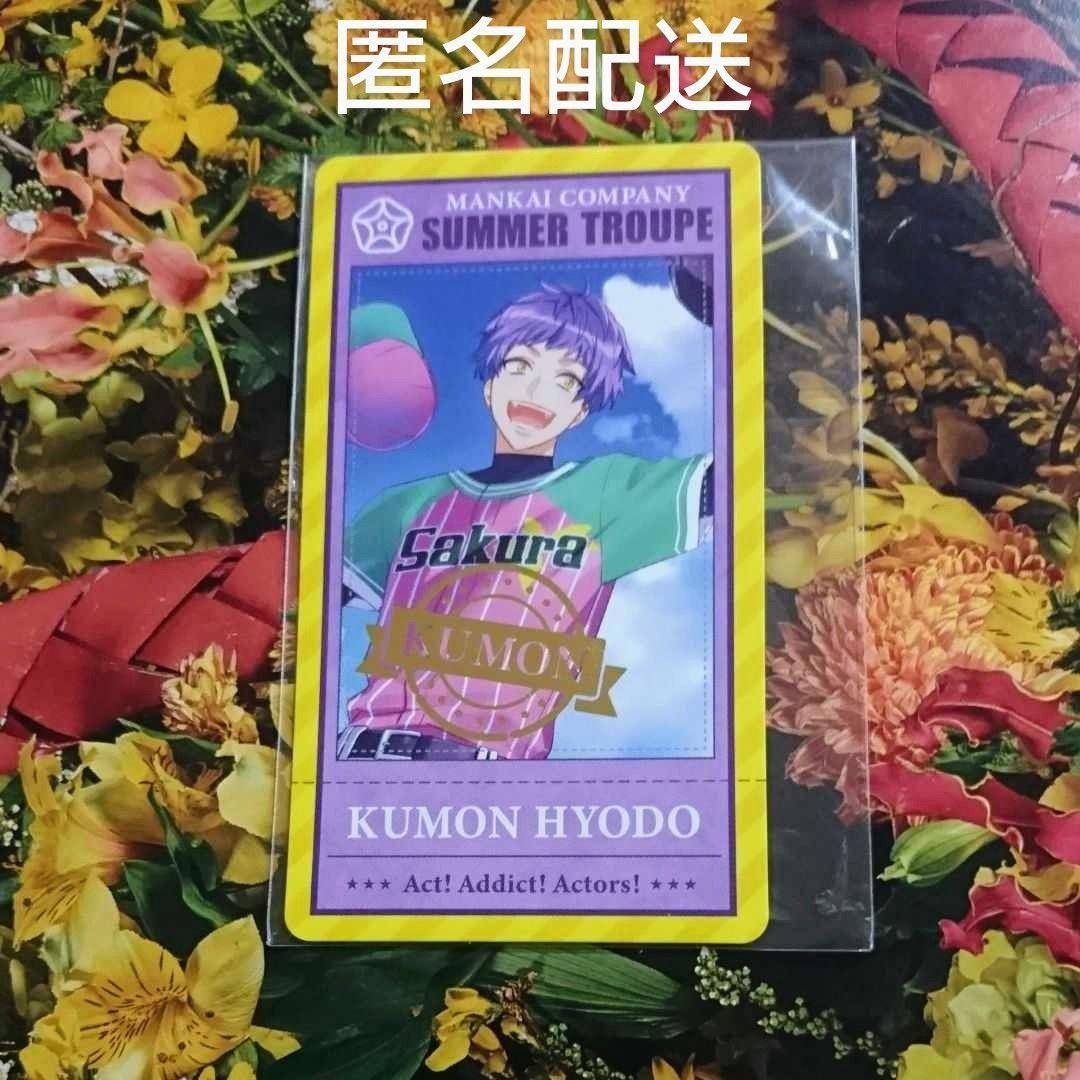 匿名配送
MANKAI COMPANY
SUMMER TROUPE
Sakura
KUMON
KUMON HYODO
★★★ Act! Addict! Actors! ★★★